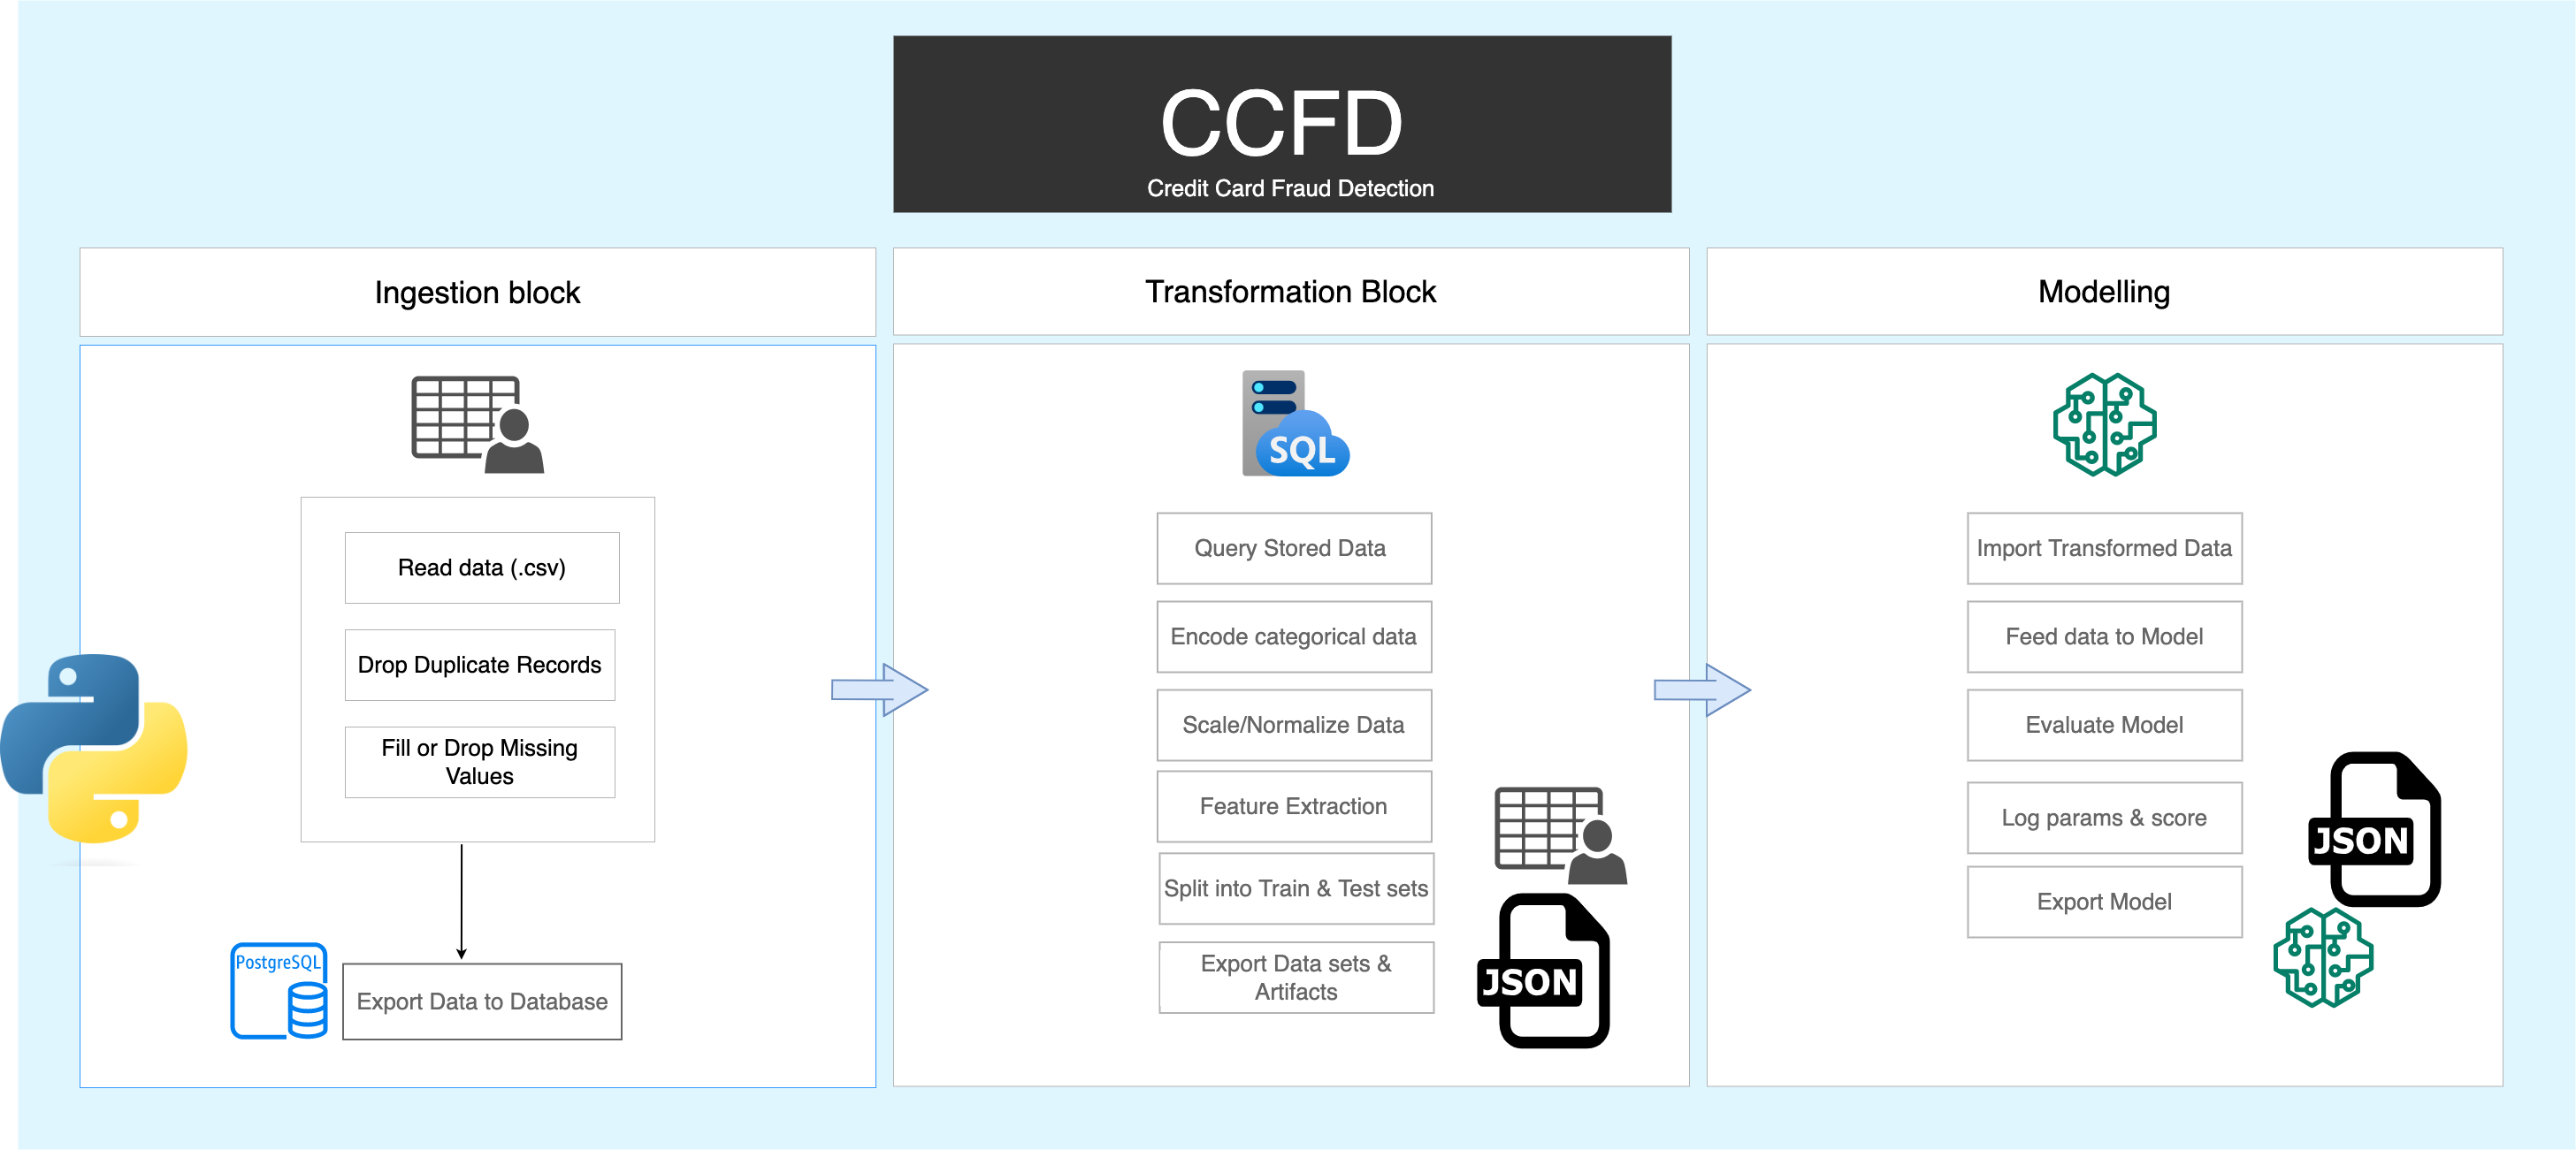 CCFD
Credit Card Fraud Detection
Ingestion block
Read data (.csv)
Drop Duplicate Records
Fill or Drop Missing
Values
PostgreSQL
Export Data to Database
Transformation Block
SQL
Query Stored Data
Encode categorical data
Scale/Normalize Data
Feature Extraction
Split into Train & Test sets
Export Data sets &
Artifacts
JSON
Modelling
Import Transformed Data
Feed data to Model
Evaluate Model
Log params & score
Export Model
JSON